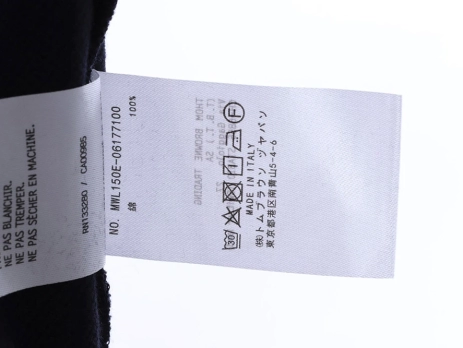 NE PAS BLANCHIR.
NE PAS TREMPER.
NE PAS SÉCHER EN MACHINE.
RN133280 / CA00985
NO. MWL150E-06177100
綿 100%
MADE IN ITALY
(株)トムブラウン ジャパン
東京都港区南青山5-4-6